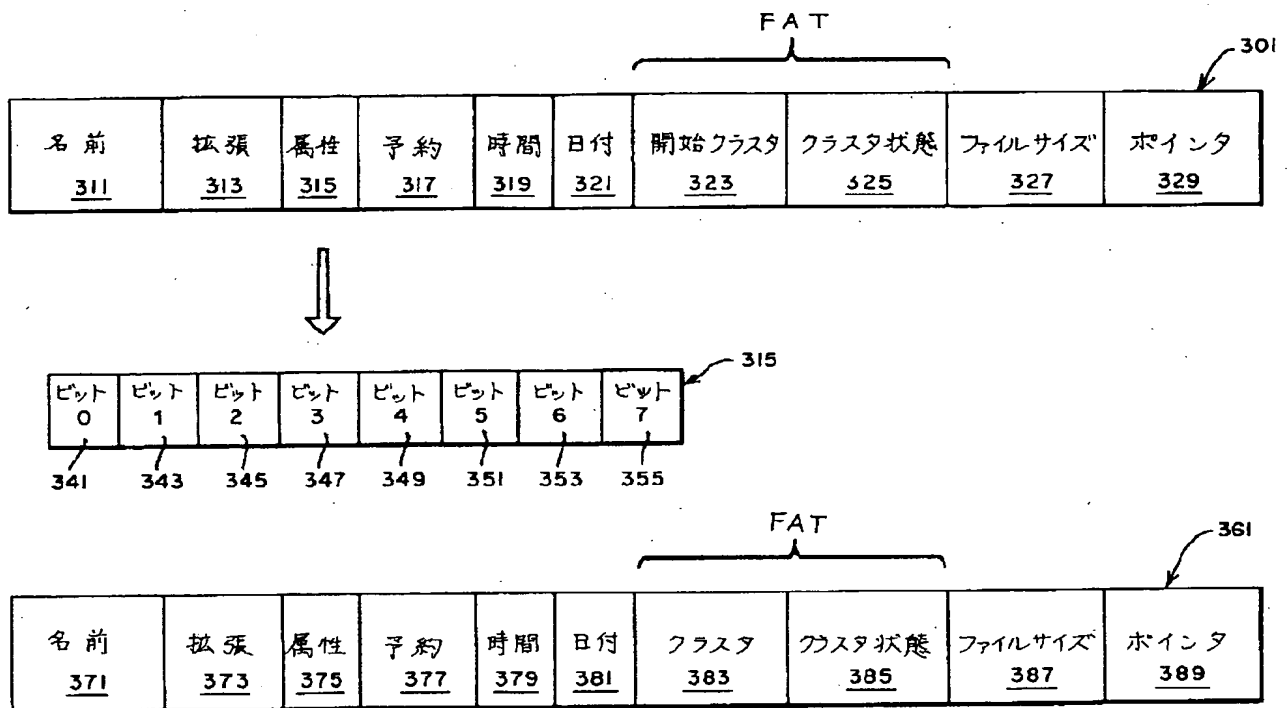 FAT
301
名前 拡張 属性 予約 時間 日付 開始クラスタ クラスタ状態 ファイルサイズ ポインタ
311 313 315 317 319 321 323 325 327 329
315
ビット ビット ビット ビット ビット ビット ビット ビット
0 1 2 3 4 5 6 7
341 343 345 347 349 351 353 355
FAT
361
名前 拡張 属性 予約 時間 日付 クラスタ クラスタ状態 ファイルサイズ ポインタ
371 373 375 377 379 381 383 385 387 389